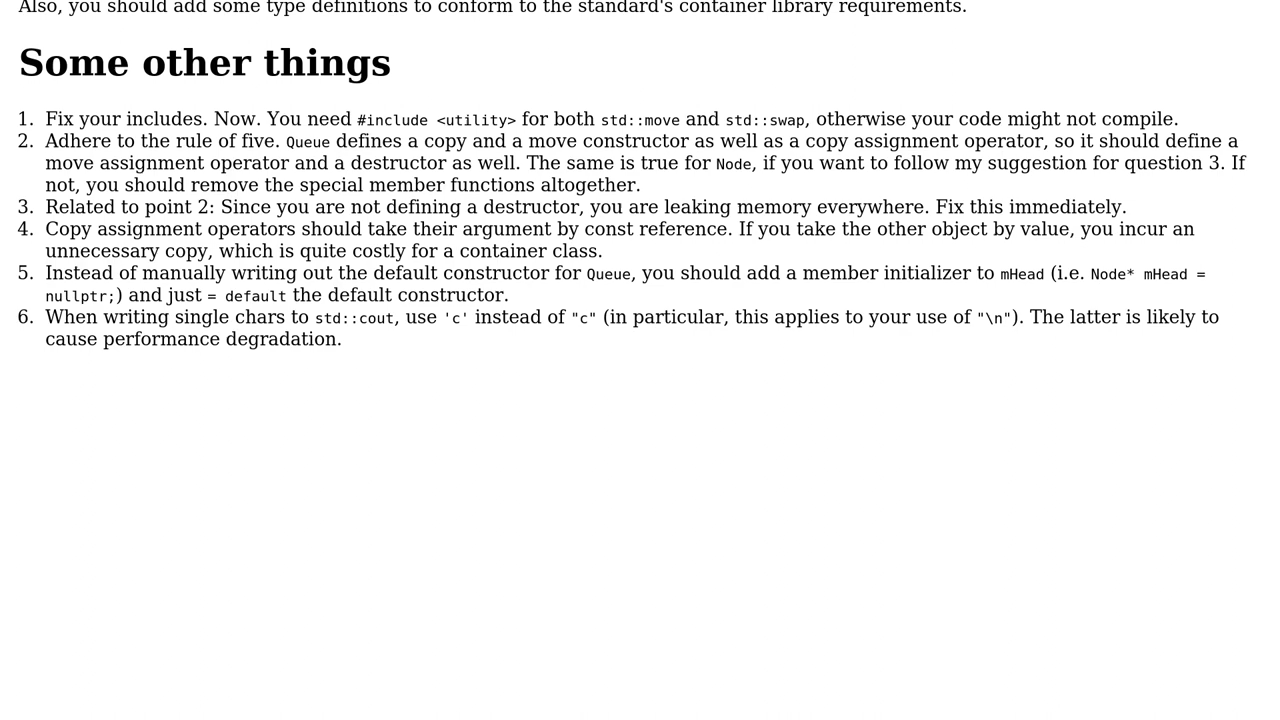 Also, you should add some type definitions to conform to the standard's container library requirements.
Some other things
1. Fix your includes. Now. You need #include <utility> for both std::move and std::swap, otherwise your code might not compile.
2. Adhere to the rule of five. Queue defines a copy and a move constructor as well as a copy assignment operator, so it should define a
move assignment operator and a destructor as well. The same is true for Node, if you want to follow my suggestion for question 3. If
not, you should remove the special member functions altogether.
3. Related to point 2: Since you are not defining a destructor, you are leaking memory everywhere. Fix this immediately.
4. Copy assignment operators should take their argument by const reference. If you take the other object by value, you incur an
unnecessary copy, which is quite costly for a container class.
5. Instead of manually writing out the default constructor for Queue, you should add a member initializer to mHead (i.e. Node* mHead =
nullptr;) and just = default the default constructor.
6. When writing single chars to std::cout, use 'c' instead of "c" (in particular, this applies to your use of "\n"). The latter is likely to
cause performance degradation.